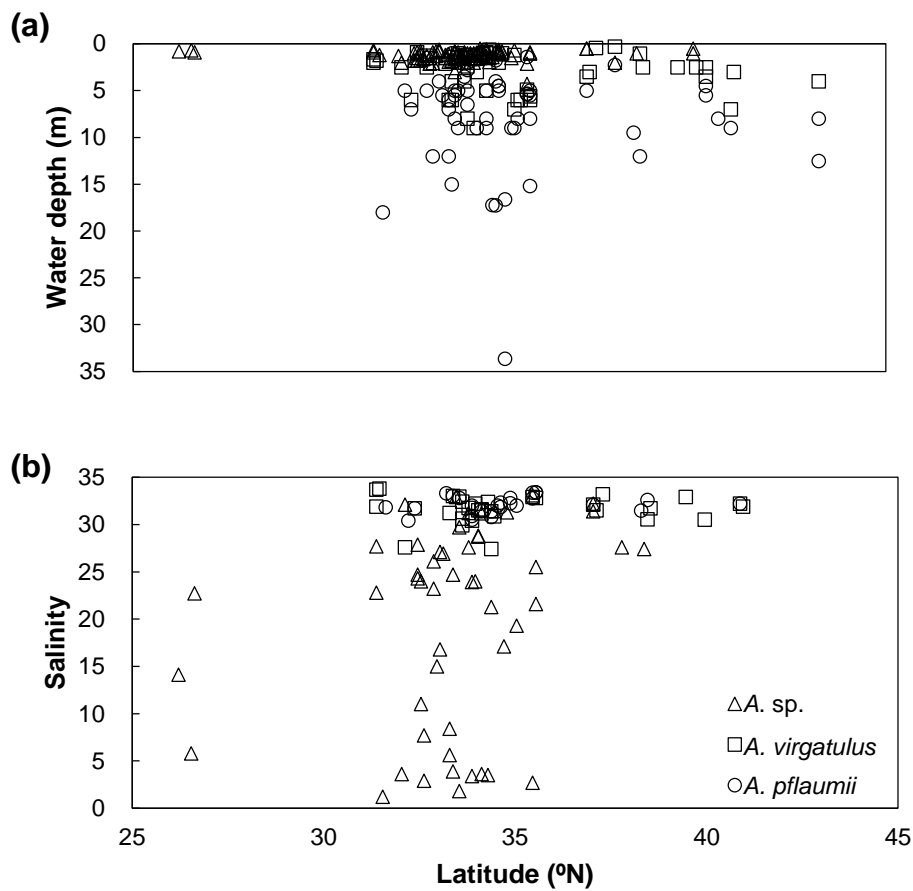 (a)
0
5
10
15
20
25
30
35
Water depth (m)
(b)
35
30
25
20
15
10
5
0
Salinity
A. sp.
A. virgatulus
A. pflaumii
25 30 35 40 45
Latitude (ºN)